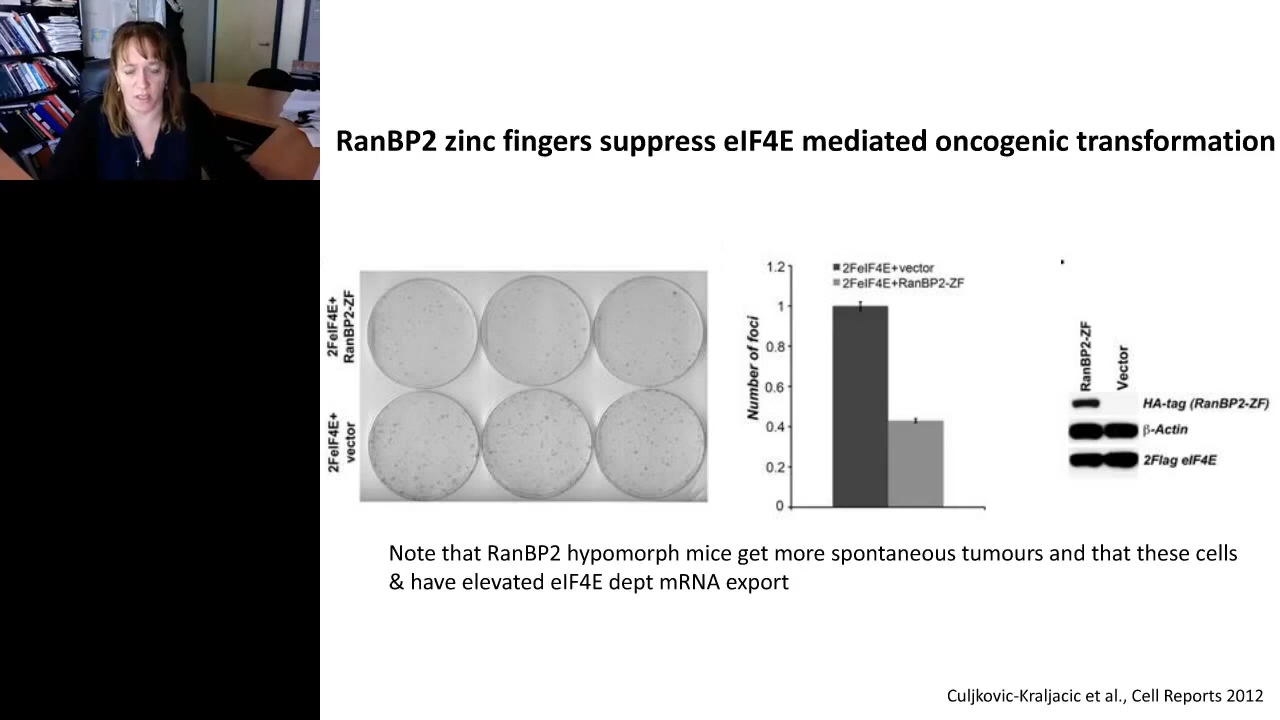 RanBP2 zinc fingers suppress eIF4E mediated oncogenic transformation
2FeIF4E+
RanBP2-ZF
2FeIF4E+
vector
Number of foci
1.2
1
0.8
0.6
0.4
0.2
0
2FeIF4E+vector
2FeIF4E+RanBP2-ZF
RanBP2-ZF
Vector
HA-tag (RanBP2-ZF)
β-Actin
2Flag eIF4E
Note that RanBP2 hypomorph mice get more spontaneous tumours and that these cells
& have elevated eIF4E dept mRNA export
Culjkovic-Kraljacic et al., Cell Reports 2012